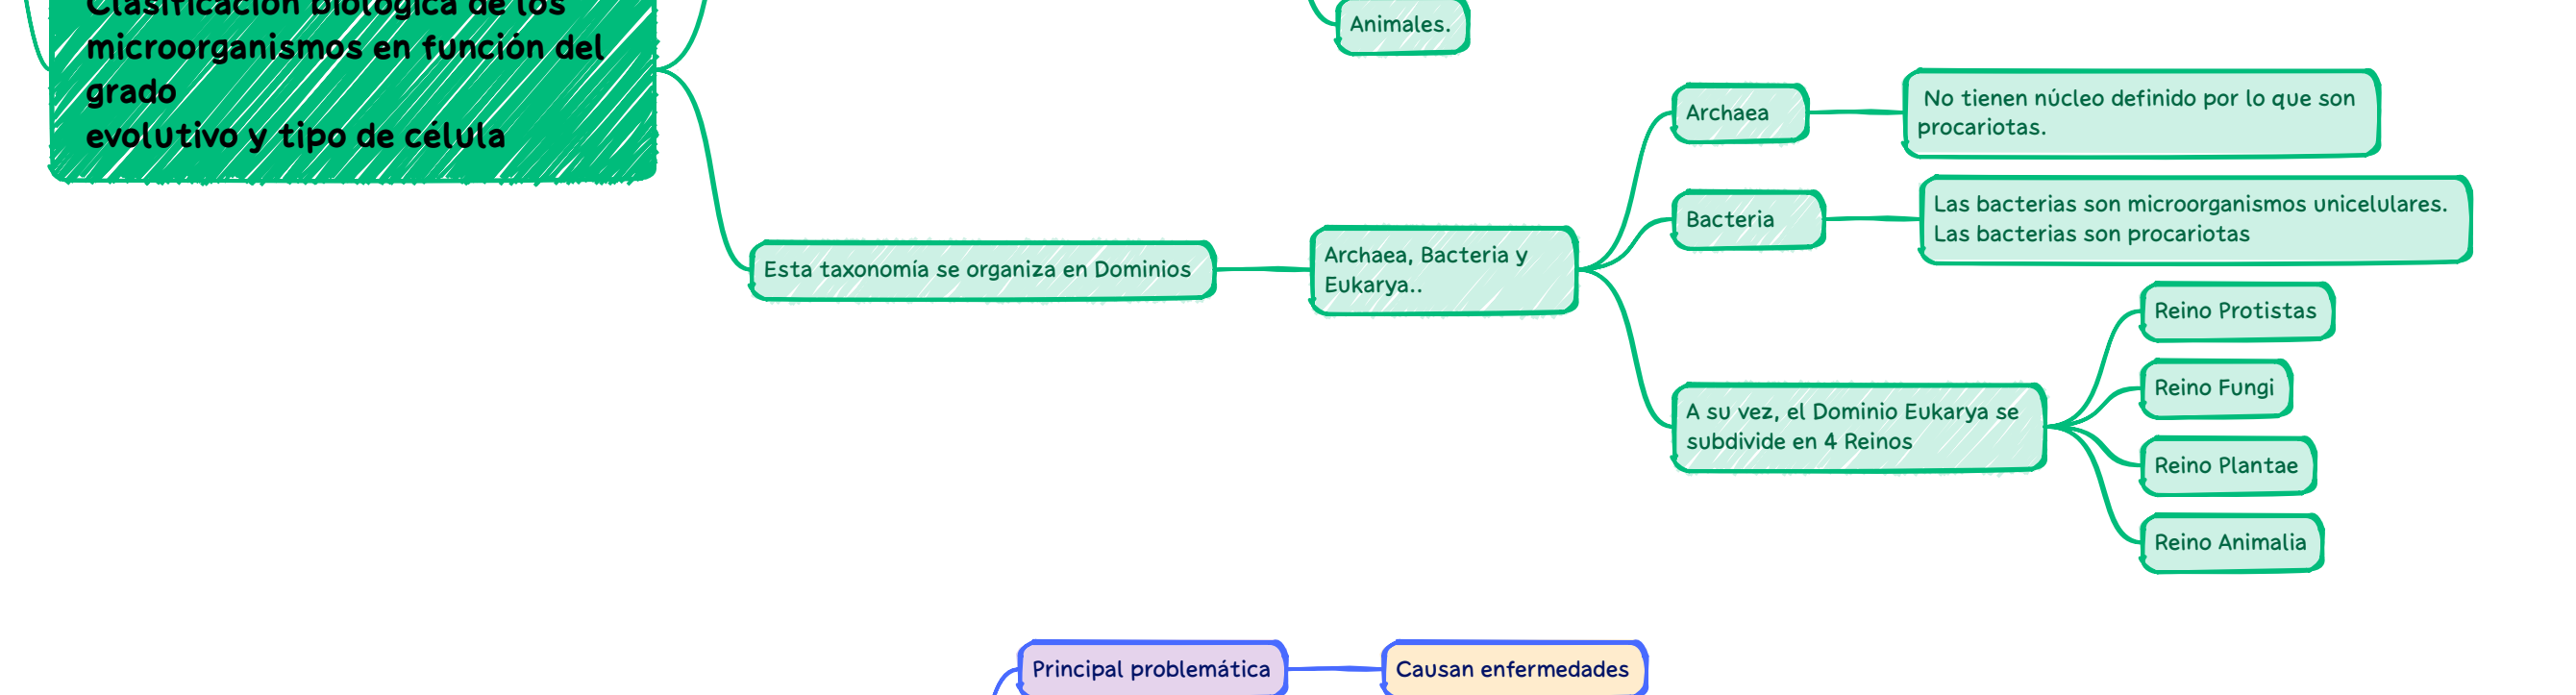 Clasificación biológica de los
microorganismos en función del
grado
evolutivo y tipo de célula
Animales.
Esta taxonomía se organiza en Dominios
Archaea, Bacteria y
Eukarya..
Archaea
No tienen núcleo definido por lo que son
procariotas.
Bacteria
Las bacterias son microorganismos unicelulares.
Las bacterias son procariotas
A su vez, el Dominio Eukarya se
subdivide en 4 Reinos
Reino Protistas
Reino Fungi
Reino Plantae
Reino Animalia
Principal problemática
Causan enfermedades